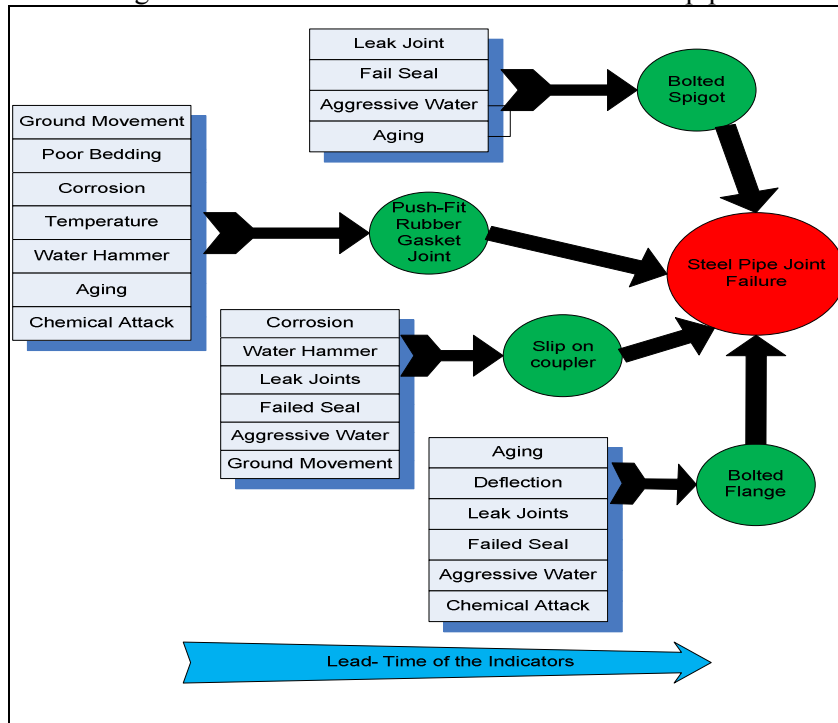 Leak Joint
Fail Seal
Aggressive Water
Aging
Bolted
Spigot
Ground Movement
Poor Bedding
Corrosion
Temperature
Water Hammer
Aging
Chemical Attack
Push-Fit
Rubber
Gasket
Joint
Steel Pipe Joint
Failure
Corrosion
Water Hammer
Leak Joints
Failed Seal
Aggressive Water
Ground Movement
Slip on
coupler
Aging
Deflection
Leak Joints
Failed Seal
Aggressive Water
Chemical Attack
Bolted
Flange
Lead- Time of the Indicators